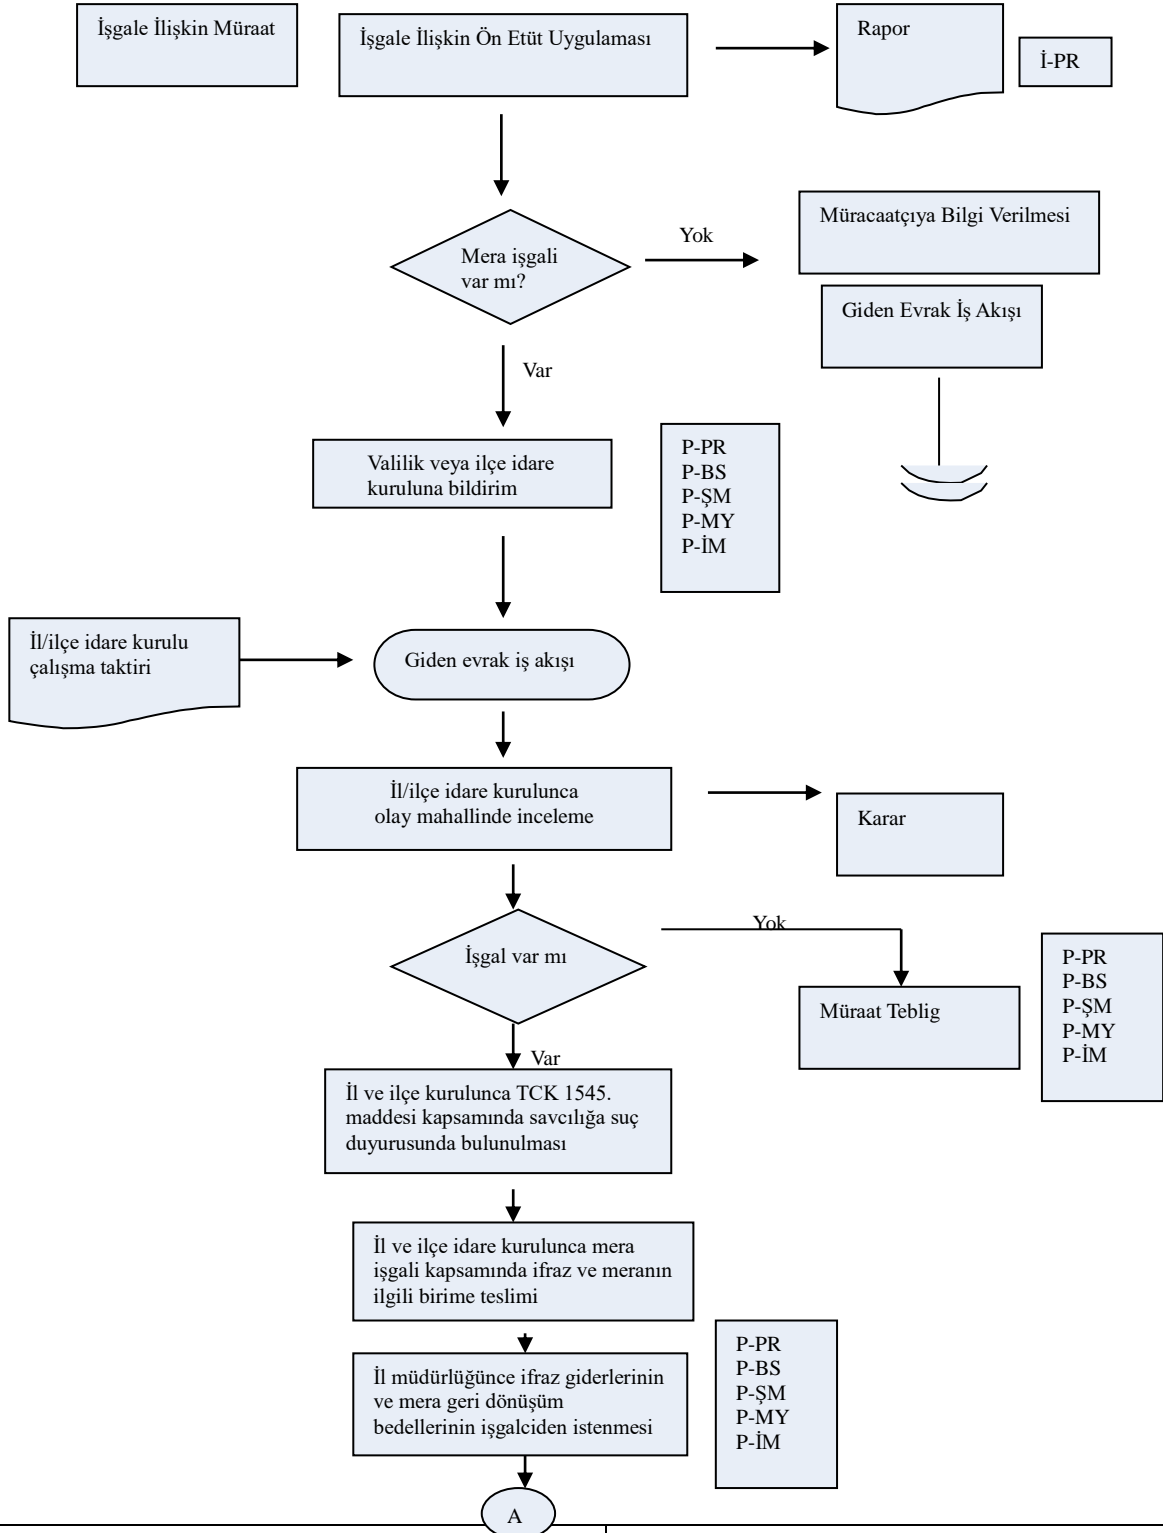 İşgale İlişkin Müraat
İşgale İlişkin Ön Etüt Uygulaması
Rapor
İ-PR
Mera işgali
var mı?
Yok
Müracaatçıya Bilgi Verilmesi
Giden Evrak İş Akışı
Var
Valilik veya ilçe idare
kuruluna bildirim
P-PR
P-BS
P-ŞM
P-MY
P-İM
İl/ilçe idare kurulu
çalışma taktiri
Giden evrak iş akışı
İl/ilçe idare kurulunca
olay mahallinde inceleme
Karar
İşgal var mı
Yok
Müraat Teblig
P-PR
P-BS
P-ŞM
P-MY
P-İM
Var
İl ve ilçe kurulunca TCK 1545.
maddesi kapsamında savcılığa suç
duyurusunda bulunulması
İl ve ilçe idare kurulunca mera
işgali kapsamında ifraz ve meranın
ilgili birime teslimi
İl müdürlüğünce ifraz giderlerinin
ve mera geri dönüşüm
bedellerinin işgalciden istenmesi
P-PR
P-BS
P-ŞM
P-MY
P-İM
A